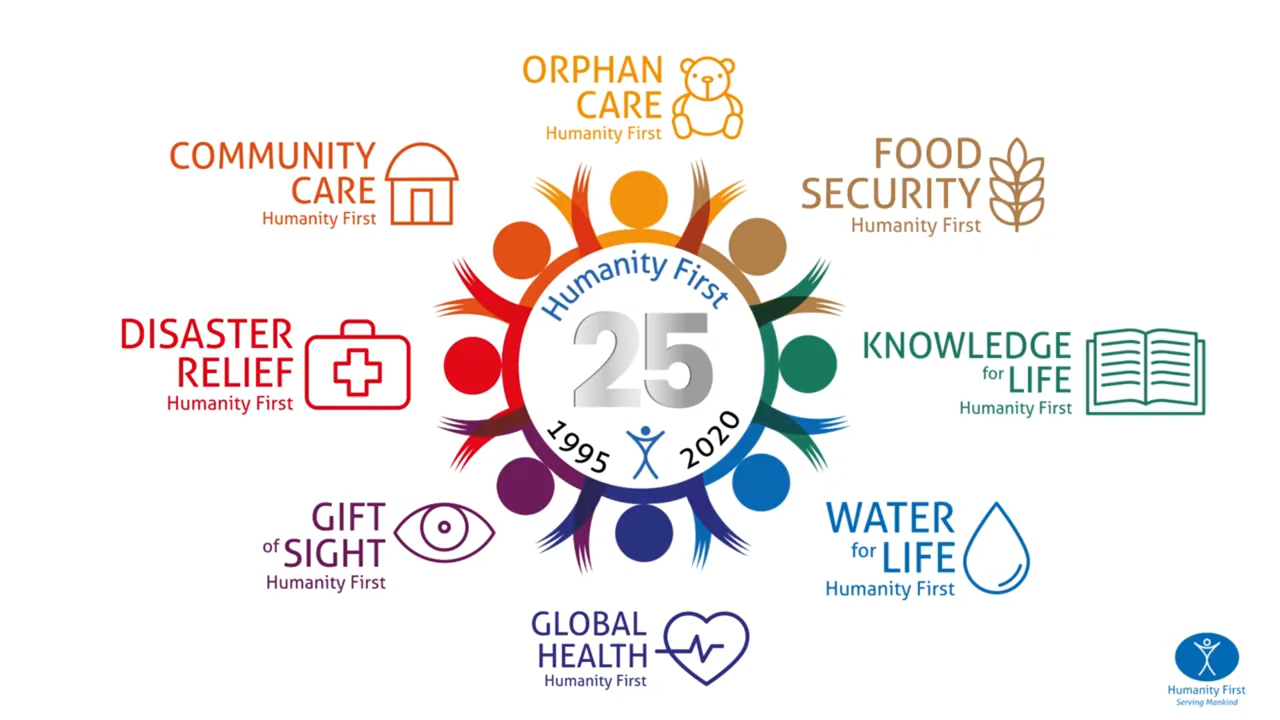 ORPHAN
CARE
Humanity First
COMMUNITY
CARE
Humanity First
FOOD
SECURITY
Humanity First
DISASTER
RELIEF
Humanity First
Humanity First
25
1995
2020
KNOWLEDGE
for LIFE
Humanity First
GIFT
of SIGHT
Humanity First
WATER
for LIFE
Humanity First
GLOBAL
HEALTH
Humanity First
Humanity First
Serving Mankind